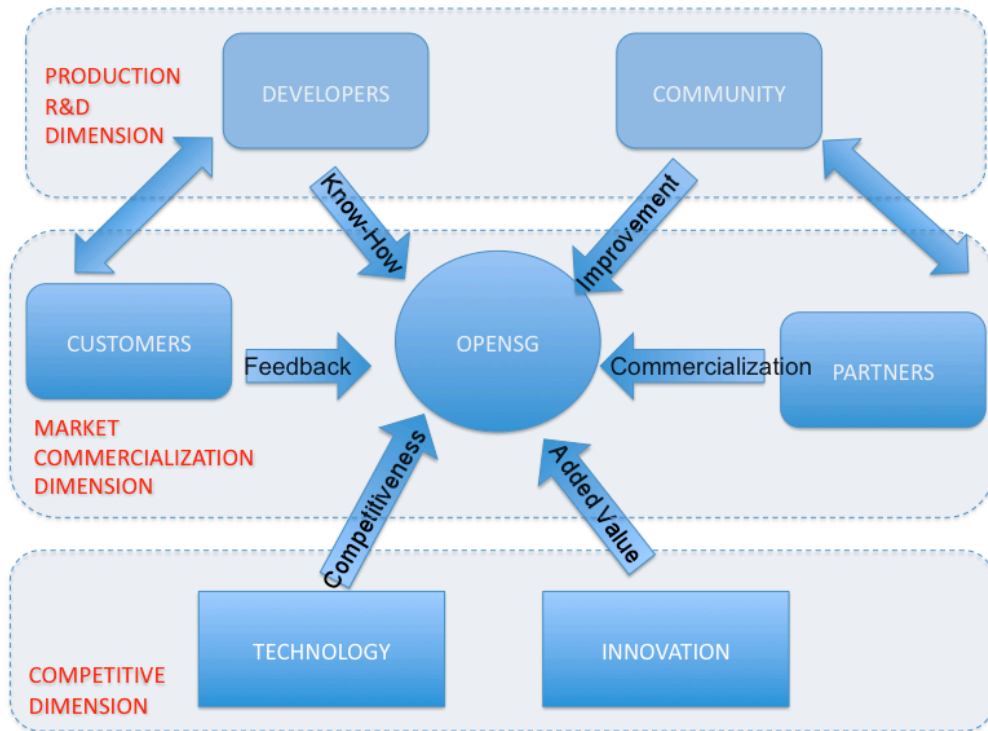 PRODUCTION
R&D
DIMENSION
DEVELOPERS
COMMUNITY
Know-How
Improvement
CUSTOMERS
Feedback
OPENSG
Commercialization
PARTNERS
MARKET
COMMERCIALIZATION
DIMENSION
Competitiveness
Added Value
TECHNOLOGY
INNOVATION
COMPETITIVE
DIMENSION